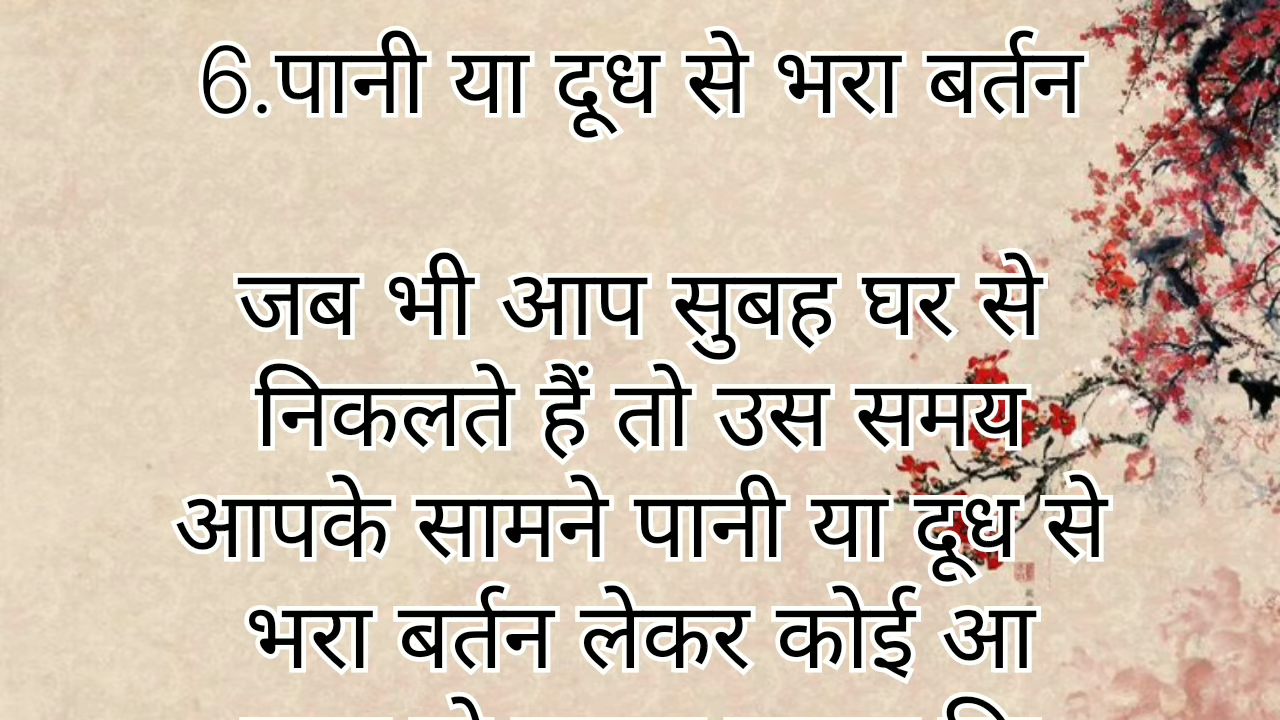 6.पानी या दूध से भरा बर्तन
जब भी आप सुबह घर से
निकलते हैं तो उस समय
आपके सामने पानी या दूध से
भरा बर्तन लेकर कोई आ